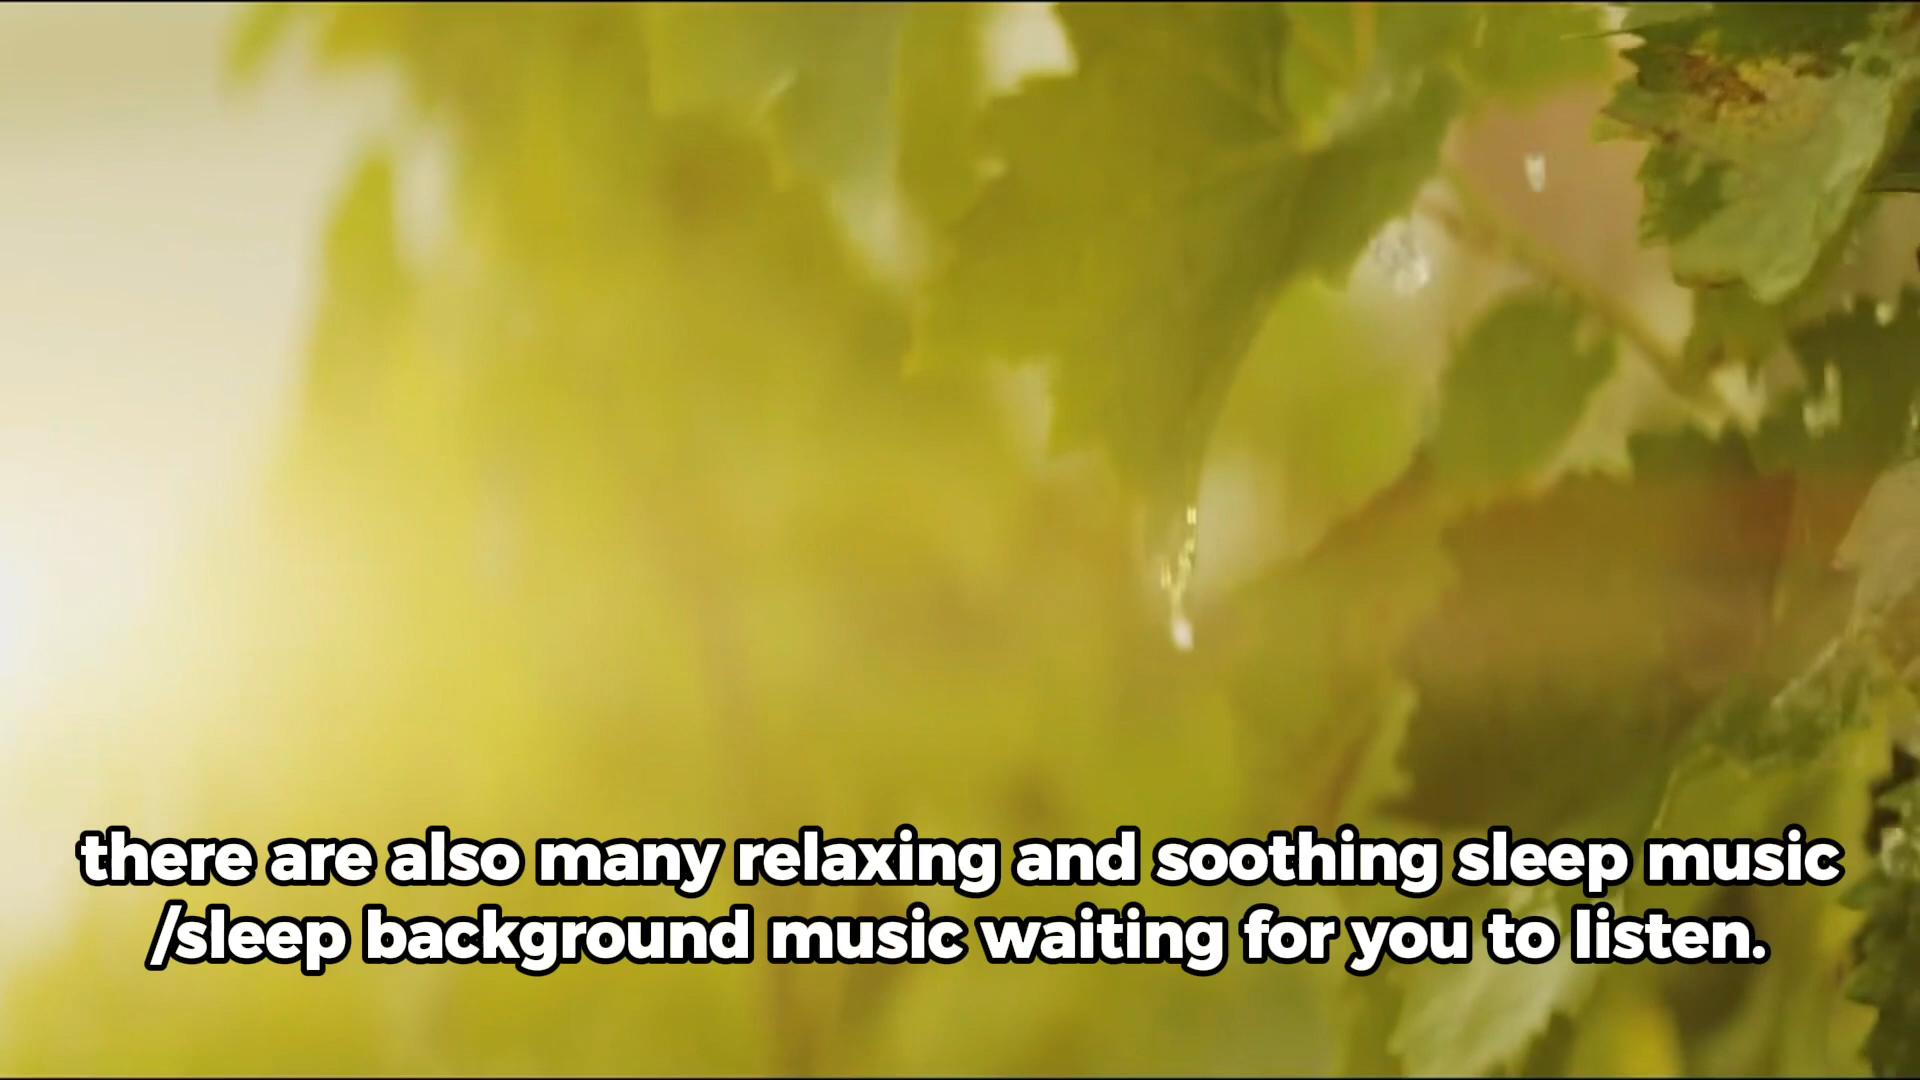 there are also many relaxing and soothing sleep music
/sleep background music waiting for you to listen.